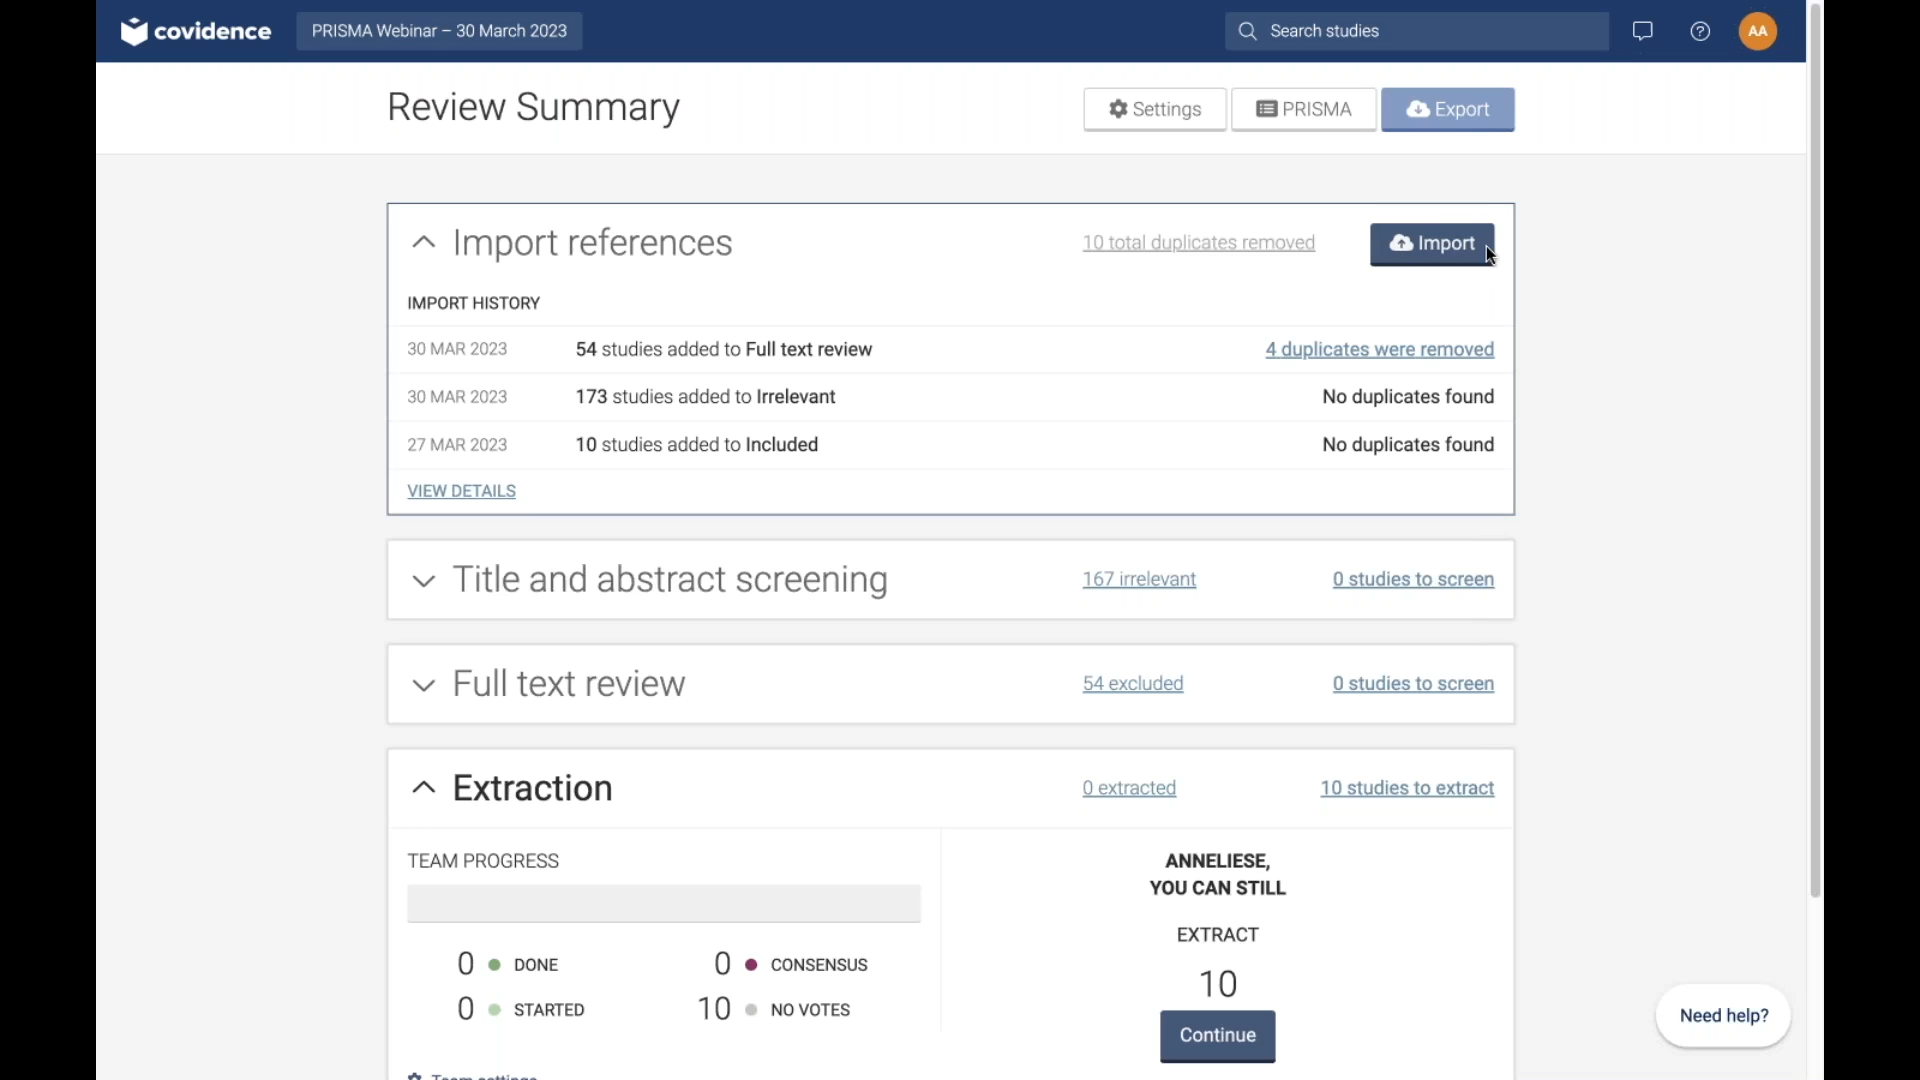 covidence
PRISMA Webinar – 30 March 2023
Search studies
AA
Review Summary
Settings
PRISMA
Export
Import references
10 total duplicates removed
Import
IMPORT HISTORY
30 MAR 2023 54 studies added to Full text review 4 duplicates were removed
30 MAR 2023 173 studies added to Irrelevant No duplicates found
27 MAR 2023 10 studies added to Included No duplicates found
VIEW DETAILS
Title and abstract screening 167 irrelevant 0 studies to screen
Full text review 54 excluded 0 studies to screen
Extraction 0 extracted 10 studies to extract
TEAM PROGRESS
0 DONE 0 CONSENSUS
0 STARTED 10 NO VOTES
ANNELIESE,
YOU CAN STILL
EXTRACT
10
Continue
Need help?
Team settings